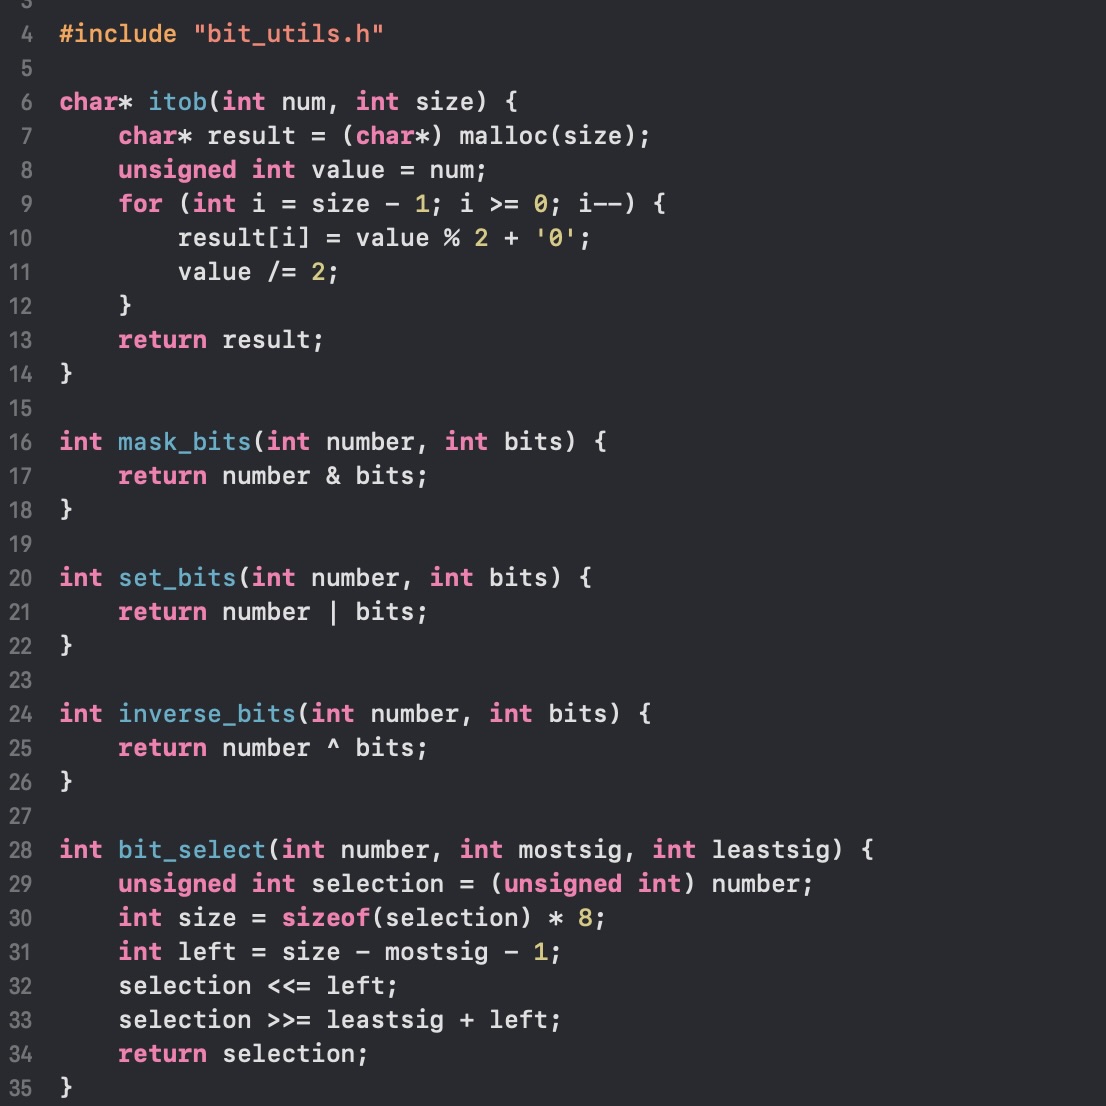 3
4 #include "bit_utils.h"
5
6 char* itob(int num, int size) {
7     char* result = (char*) malloc(size);
8     unsigned int value = num;
9     for (int i = size - 1; i >= 0; i--) {
10         result[i] = value % 2 + '0';
11         value /= 2;
12     }
13     return result;
14 }
15
16 int mask_bits(int number, int bits) {
17     return number & bits;
18 }
19
20 int set_bits(int number, int bits) {
21     return number | bits;
22 }
23
24 int inverse_bits(int number, int bits) {
25     return number ^ bits;
26 }
27
28 int bit_select(int number, int mostsig, int leastsig) {
29     unsigned int selection = (unsigned int) number;
30     int size = sizeof(selection) * 8;
31     int left = size - mostsig - 1;
32     selection <<= left;
33     selection >>= leastsig + left;
34     return selection;
35 }